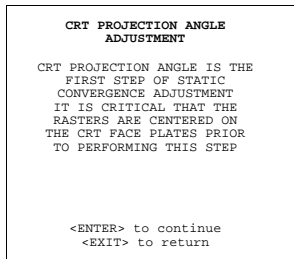 CRT PROJECTION ANGLE
ADJUSTMENT
CRT PROJECTION ANGLE IS THE
FIRST STEP OF STATIC
CONVERGENCE ADJUSTMENT
IT IS CRITICAL THAT THE
RASTERS ARE CENTERED ON
THE CRT FACE PLATES PRIOR
TO PERFORMING THIS STEP
<ENTER> to continue
<EXIT> to return